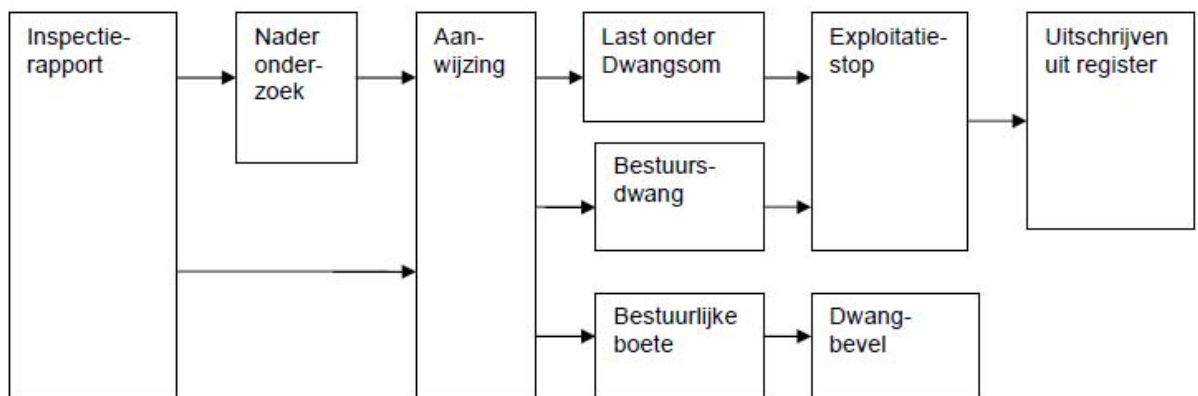 Inspectie-
rapport
Nader
onder-
zoek
Aan-
wijzing
Last onder
Dwangsom
Exploitatie-
stop
Uitschrijven
uit register
Bestuurs-
dwang
Bestuurlijke
boete
Dwang-
bevel